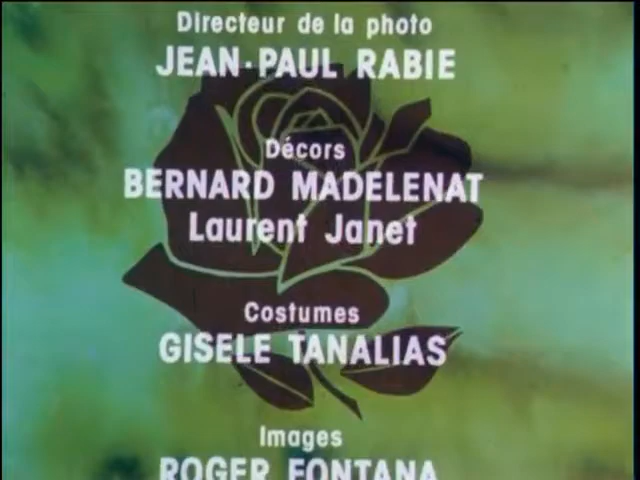 Directeur de la photo
JEAN-PAUL RABIE
Décors
BERNARD MADELENAT
Laurent Janet
Costumes
GISELE TANALIAS
Images
ROGER FONTANA